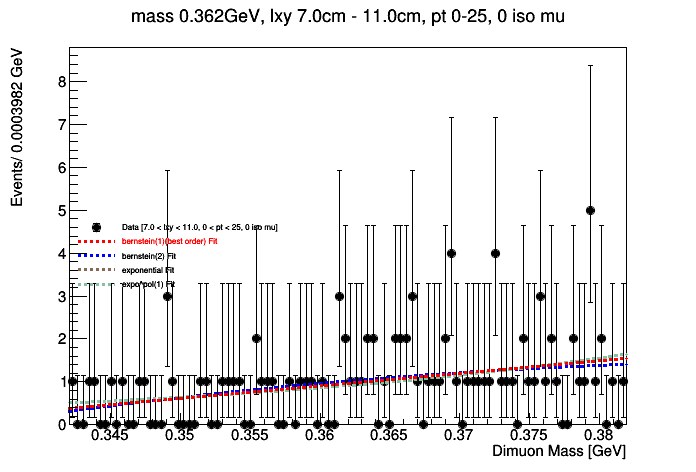 mass 0.362GeV, lxy 7.0cm - 11.0cm, pt 0-25, 0 iso mu
Events/ 0.0003982 GeV
8
7
6
5
4
3
2
1
0
Data [7.0 < lxy < 11.0, 0 < pt < 25, 0 iso mu]
bernstein(1)(best order) Fit
bernstein(2) Fit
exponential Fit
expo*pol(1) Fit
0.345 0.35 0.355 0.36 0.365 0.37 0.375 0.38
Dimuon Mass [GeV]